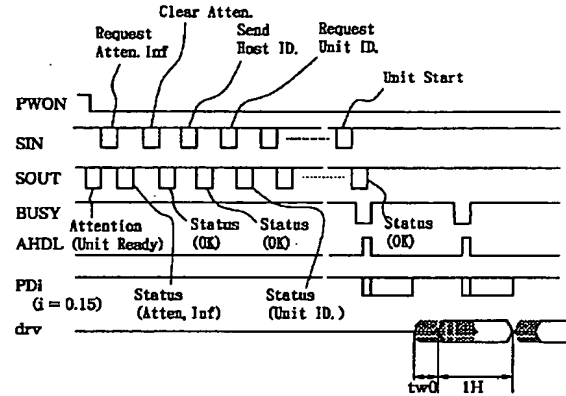 Clear Atten.
Request
Atten. Inf
Send
Host ID.
Request
Unit ID.
Unit Start
PWON
SIN
SOUT
BUSY
Attention
(Unit Ready)
Status
(OK)
Status
(OK)
Status
(OK)
AHDL
PDi
(i = 0.15)
Status
(Atten. Inf)
Status
(Unit ID.)
drv
tw0
1H